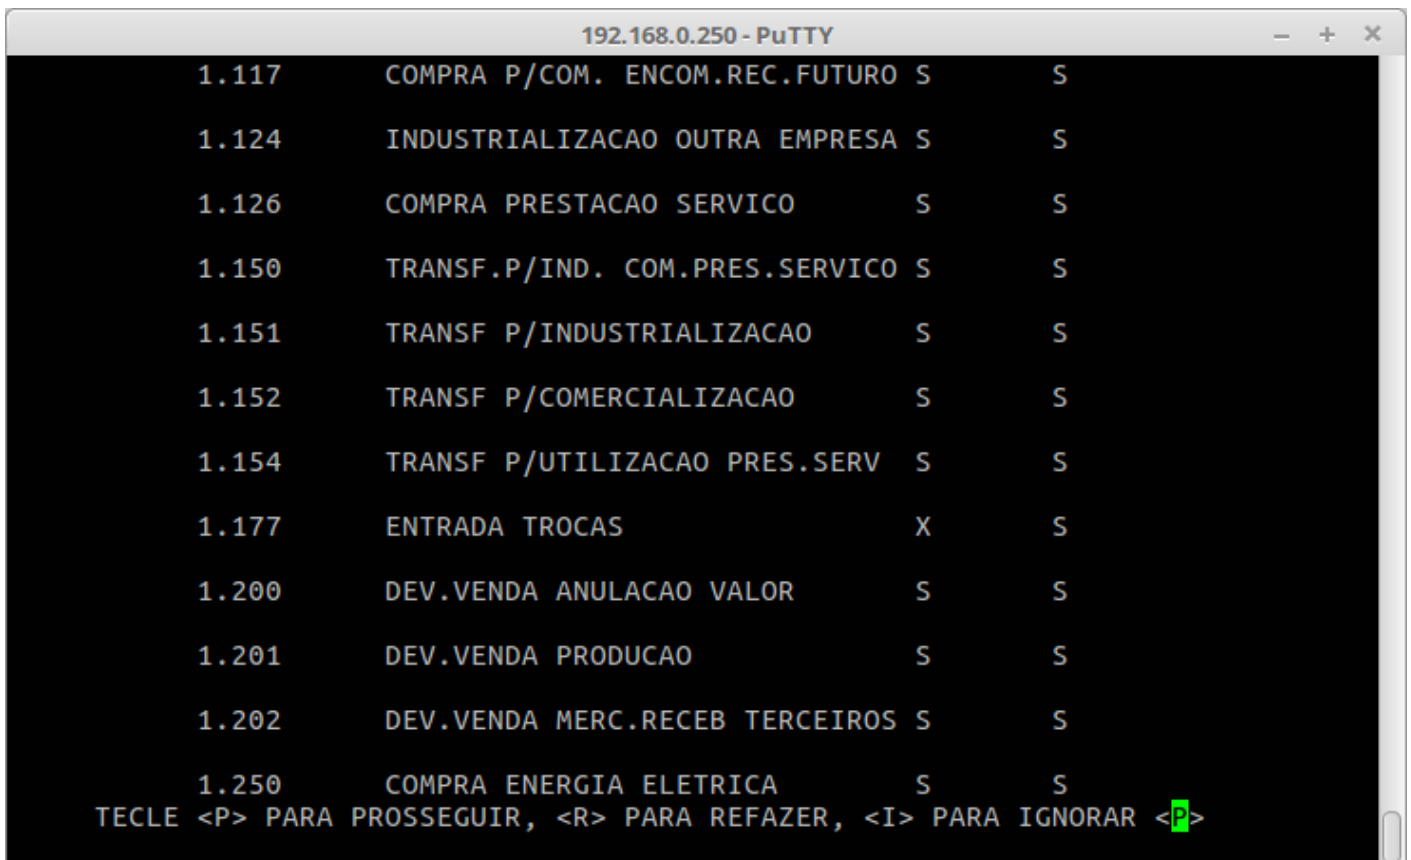 192.168.0.250 - PuTTY
1.117 COMPRA P/COM. ENCOM.REC.FUTURO S S
1.124 INDUSTRIALIZACAO OUTRA EMPRESA S S
1.126 COMPRA PRESTACAO SERVICO S S
1.150 TRANSF.P/IND. COM.PRES.SERVICO S S
1.151 TRANSF P/INDUSTRIALIZACAO S S
1.152 TRANSF P/COMERCIALIZACAO S S
1.154 TRANSF P/UTILIZACAO PRES.SERV S S
1.177 ENTRADA TROCAS X S
1.200 DEV.VENDA ANULACAO VALOR S S
1.201 DEV.VENDA PRODUCAO S S
1.202 DEV.VENDA MERC.RECEB TERCEIROS S S
1.250 COMPRA ENERGIA ELETRICA S S
TECLE <P> PARA PROSSEGUIR, <R> PARA REFAZER, <I> PARA IGNORAR <P>